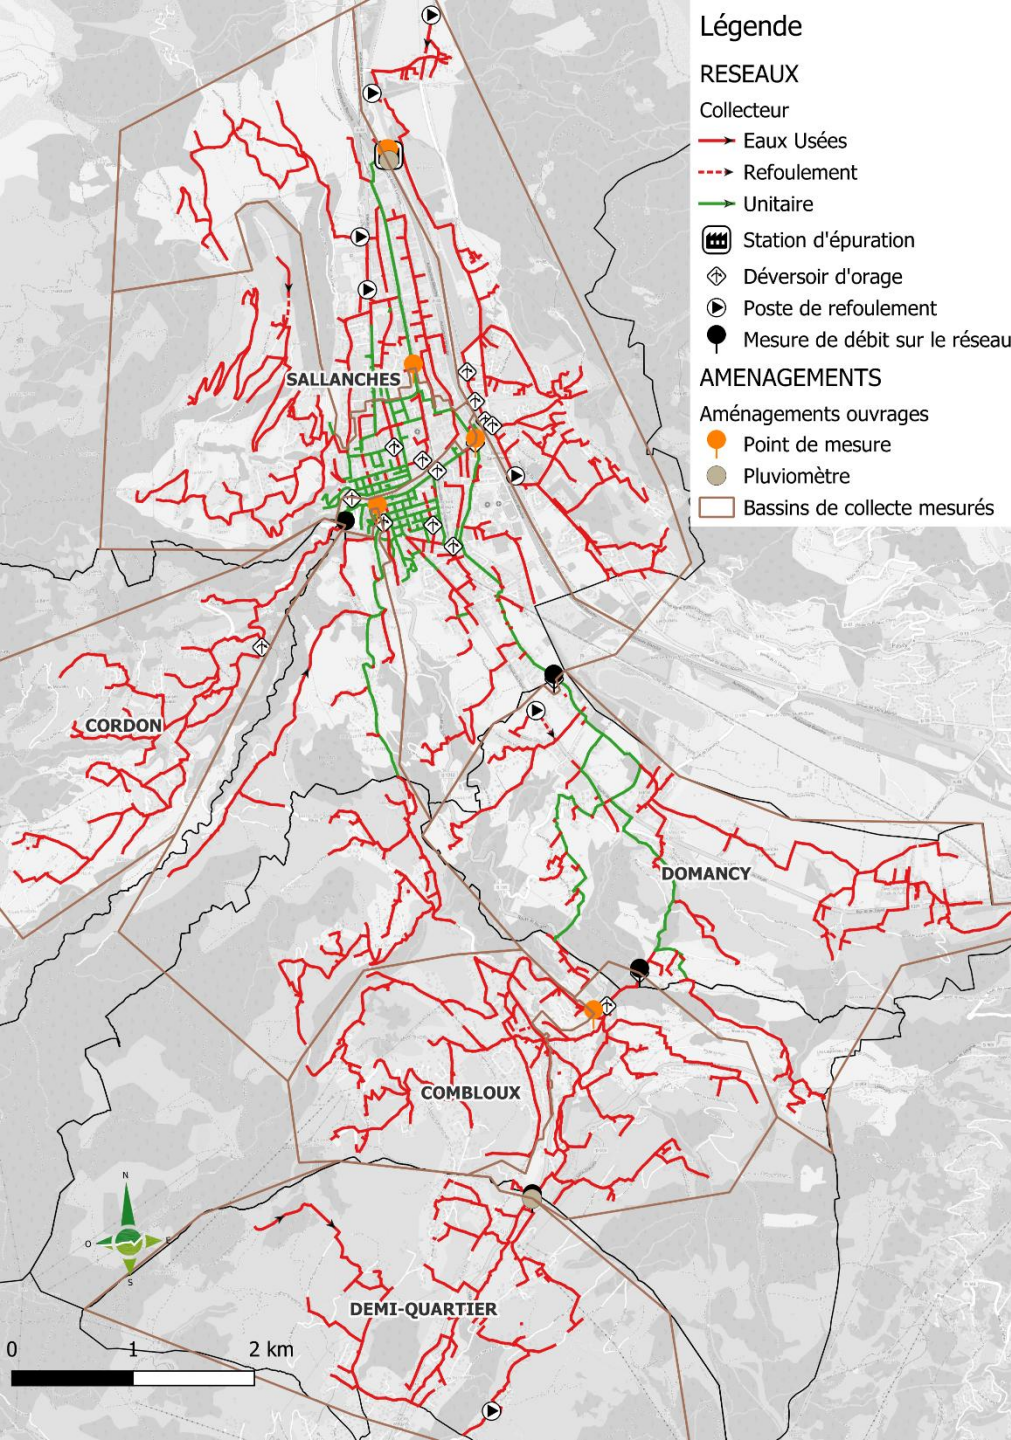 Légende
RESEAUX
Collecteur
Eaux Usées
Refoulement
Unitaire
Station d'épuration
Déversoir d'orage
Poste de refoulement
Mesure de débit sur le réseau
AMENAGEMENTS
Aménagements ouvrages
Point de mesure
Pluviomètre
Bassins de collecte mesurés
SALLANCHES
CORDON
DOMANCY
COMBLOUX
DEMI-QUARTIER
N
O
S
0 1 2 km